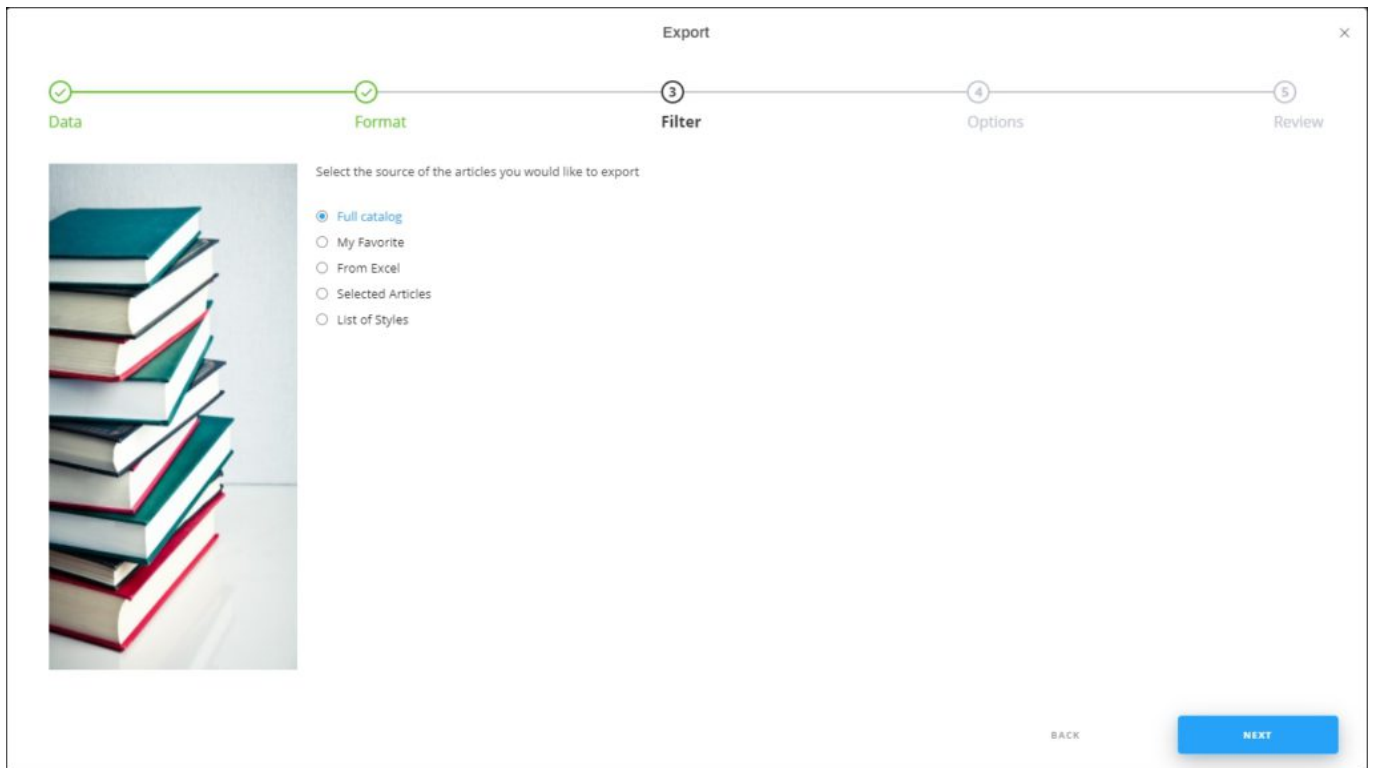 Export
×
3
4
5
Data
Format
Filter
Options
Review
Select the source of the articles you would like to export
Full catalog
My Favorite
From Excel
Selected Articles
List of Styles
BACK
NEXT